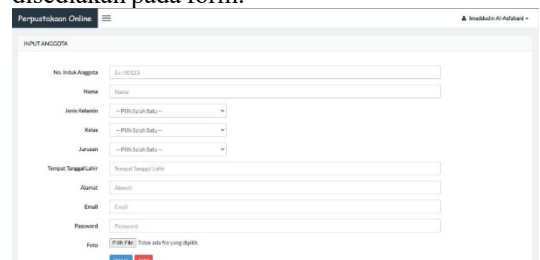 disediakan pada form.
Perpustakaan Online
Imaddudin Al-Asfahani
INPUT ANGGOTA
No. Induk Anggota Ex : 00123
Nama Nama
Jenis Kelamin -- Pilih Salah Satu --
Kelas -- Pilih Salah Satu --
Jurusan -- Pilih Salah Satu --
Tempat Tanggal Lahir Tempat Tanggal Lahir
Alamat Alamat
Email Email
Password Password
Foto Pilih File Tidak ada file yang dipilih